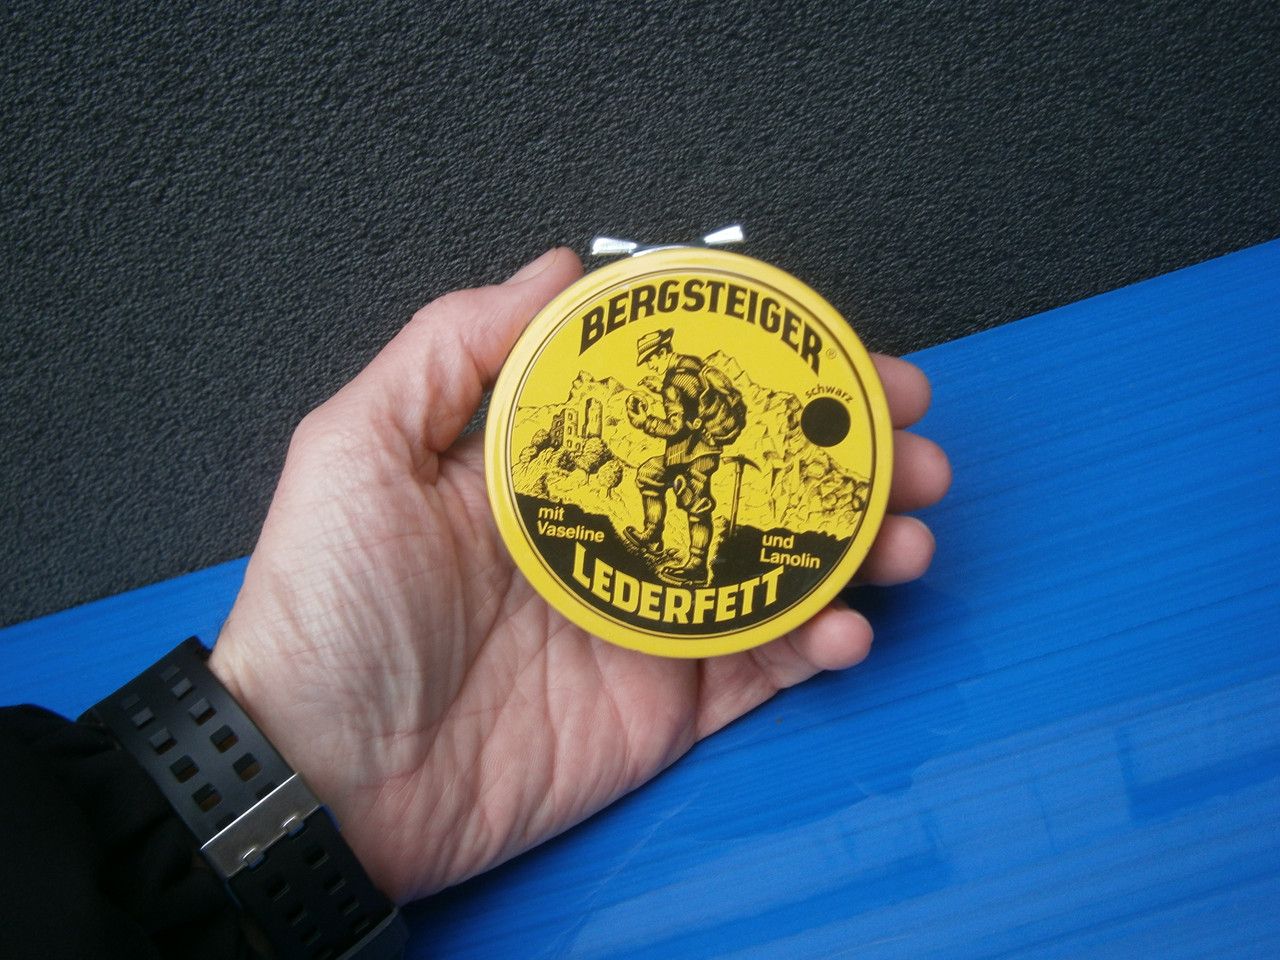 BERGSTEIGER®
schwarz
mit
Vaseline
und
Lanolin
LEDERFETT